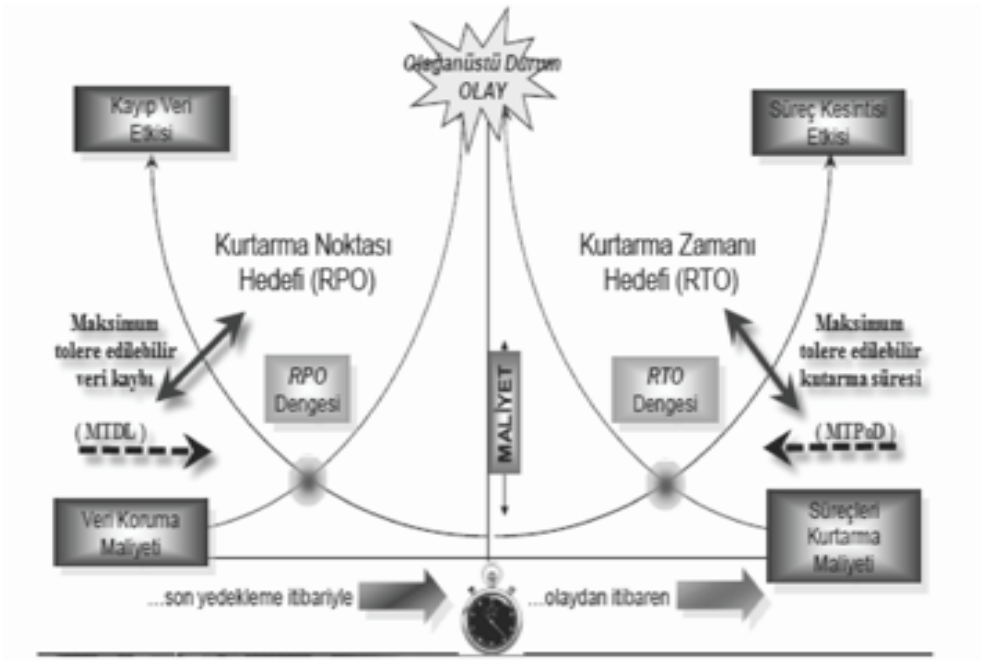 Olağanüstü Durum
OLAY
Kayıp Veri
Etkisi
Süreç Kesintisi
Etkisi
Kurtarma Noktası
Hedefi (RPO)
Kurtarma Zamanı
Hedefi (RTO)
Maksimum
tolere edilebilir
veri kaybı
Maksimum
tolere edilebilir
kutarma süresi
RPO
Dengesi
MALİYET
RTO
Dengesi
( MTDL )
( MTPoD )
Veri Koruma
Maliyeti
Süreçleri
Kurtarma
Maliyeti
...son yedekleme itibariyle
...olaydan itibaren